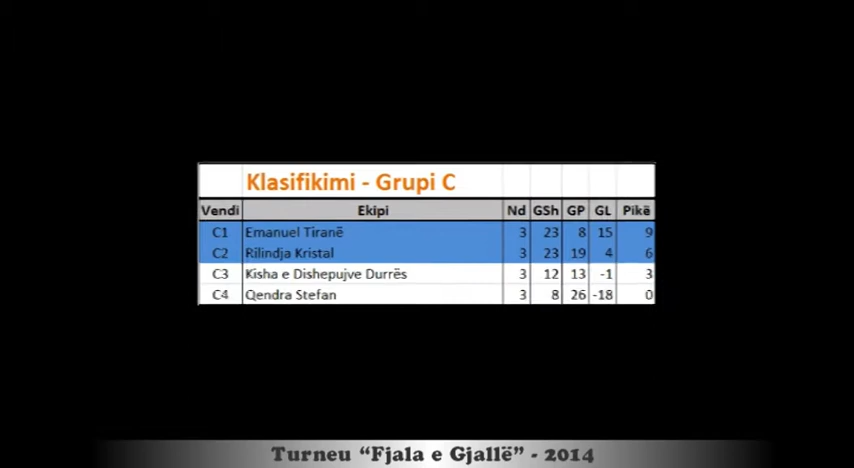 Klasifikimi - Grupi C
Vendi Ekipi Nd GSh GP GL Pikë
C1 Emanuel Tiranë 3 23 8 15 9
C2 Rilindja Kristal 3 23 19 4 6
C3 Kisha e Dishepujve Durrës 3 12 13 -1 3
C4 Qendra Stefan 3 8 26 -18 0
Turneu “Fjala e Gjallë” - 2014